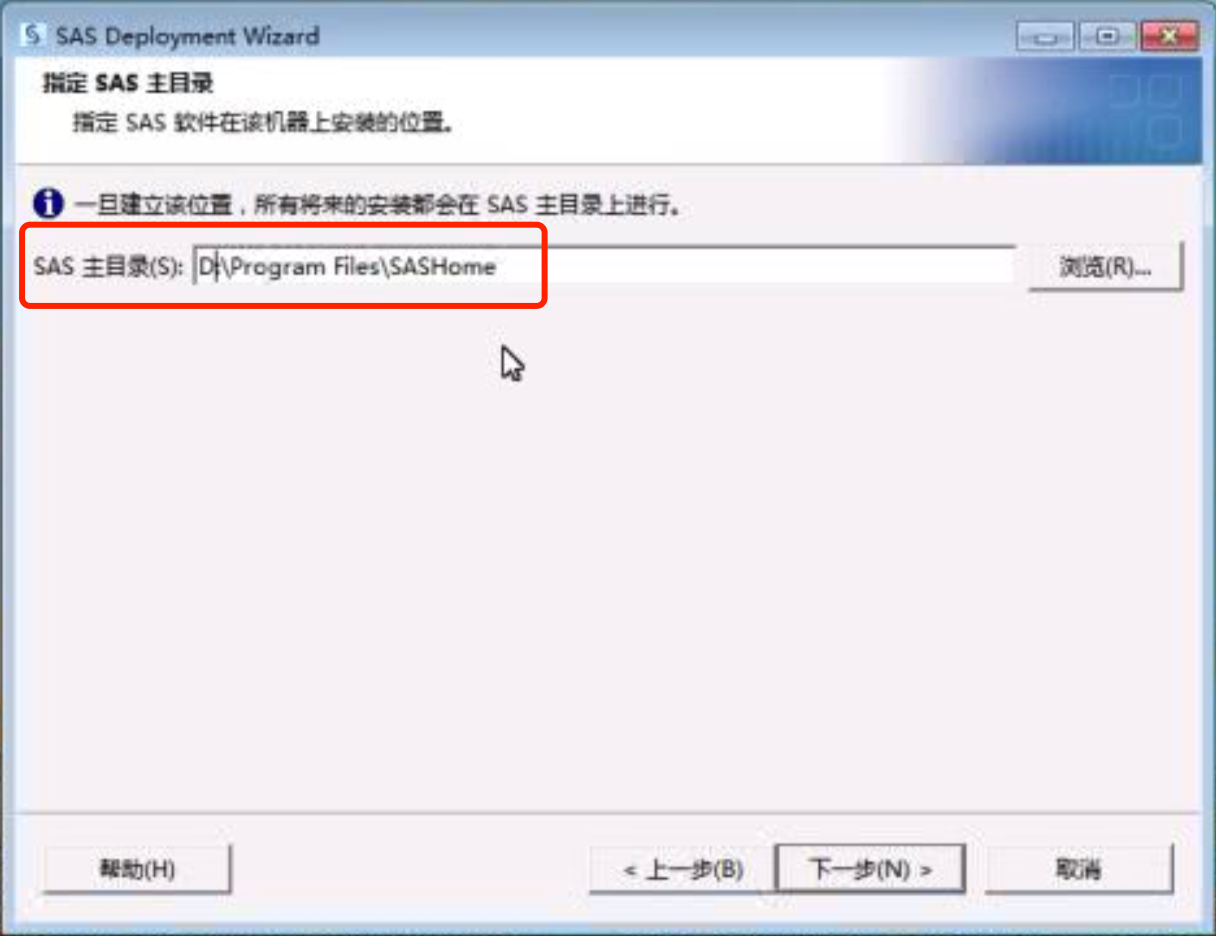 SAS Deployment Wizard
指定 SAS 主目录
指定 SAS 软件在该机器上安装的位置。
一旦建立该位置，所有将来的安装都会在 SAS 主目录上进行。
SAS 主目录(S): D:\Program Files\SASHome 浏览(R)...
帮助(H) < 上一步(B) 下一步(N) > 取消